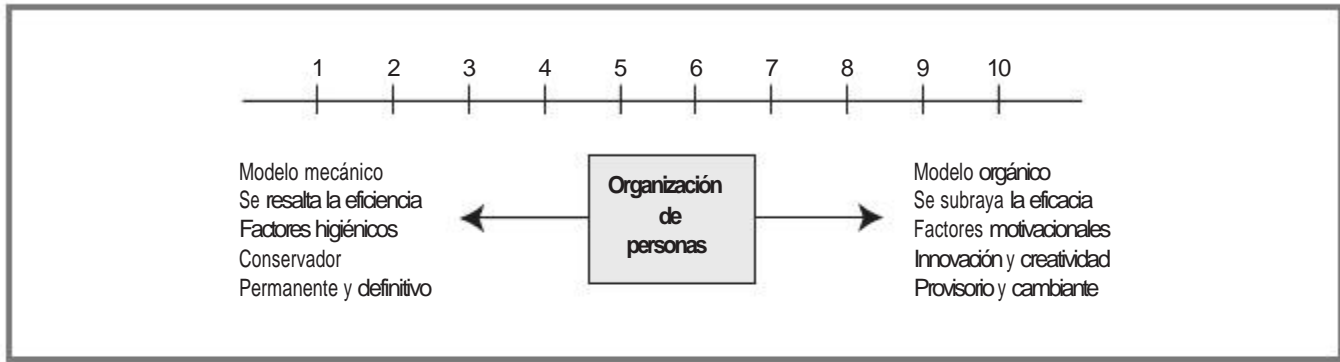 1 2 3 4 5 6 7 8 9 10
Modelo mecánico
Se resalta la eficiencia
Factores higiénicos
Conservador
Permanente y definitivo
Organización
de
personas
Modelo orgánico
Se subraya la eficacia
Factores motivacionales
Innovación y creatividad
Provisorio y cambiante